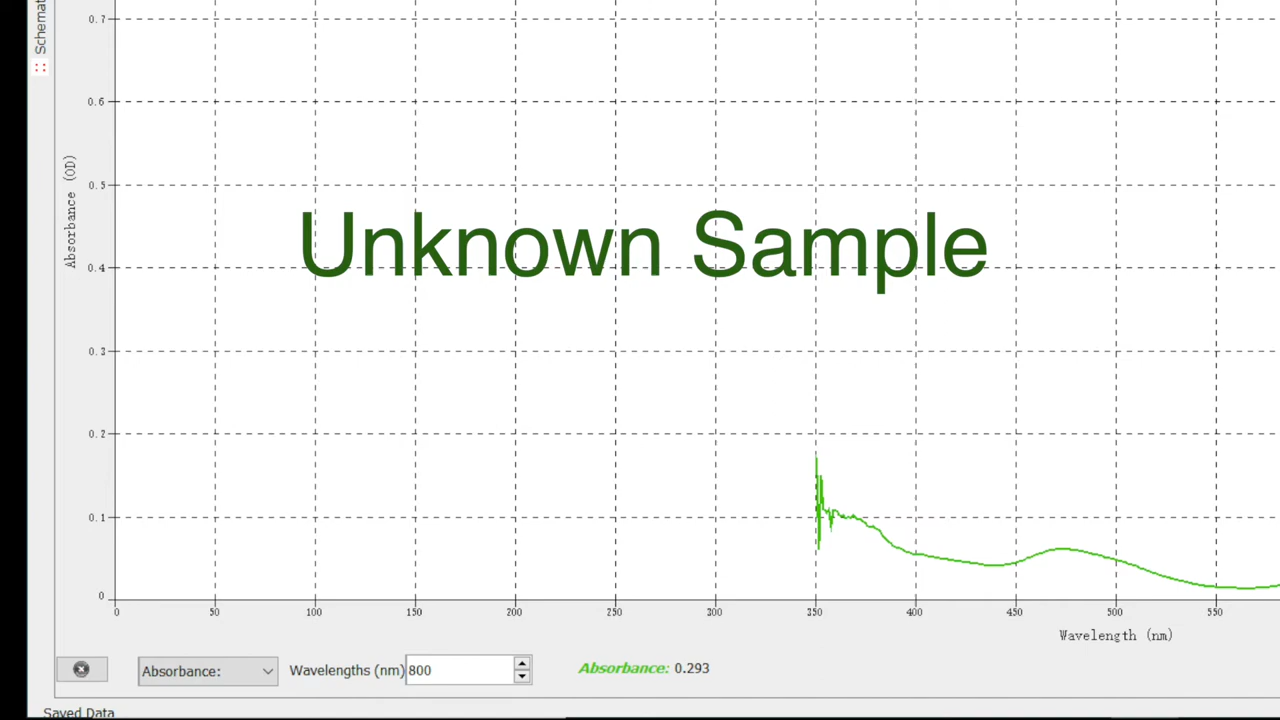 Schemat
0.7
0.6
0.5
0.4
0.3
0.2
0.1
0
Absorbance (OD)
Unknown Sample
0 50 100 150 200 250 300 350 400 450 500 550
Wavelength (nm)
Absorbance: Wavelengths (nm) 800 Absorbance: 0.293
Saved Data